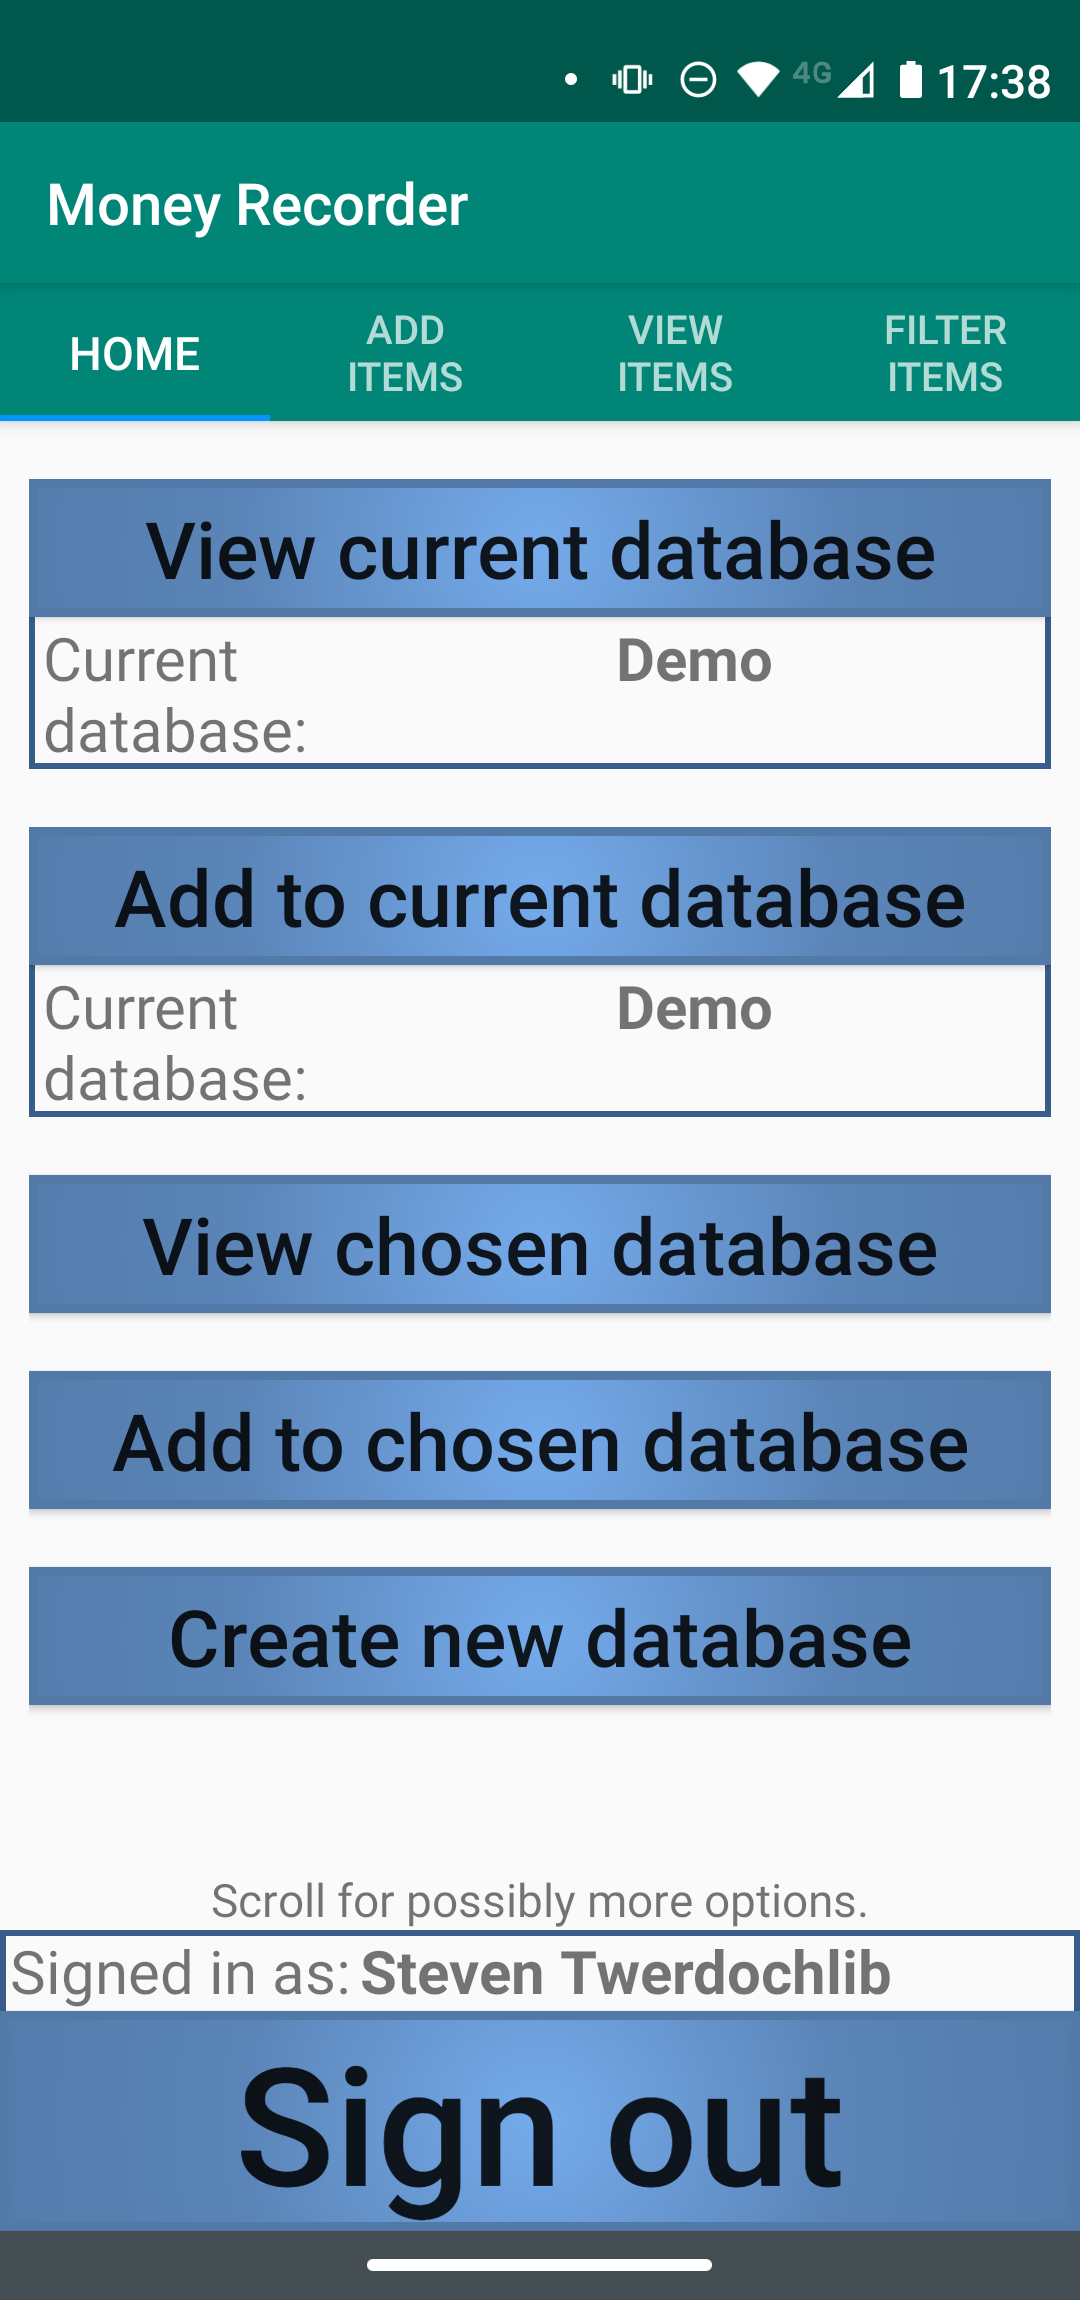 4G 17:38
Money Recorder
HOME
ADD
ITEMS
VIEW
ITEMS
FILTER
ITEMS
View current database
Current
database:
Demo
Add to current database
Current
database:
Demo
View chosen database
Add to chosen database
Create new database
Scroll for possibly more options.
Signed in as: Steven Twerdochlib
Sign out